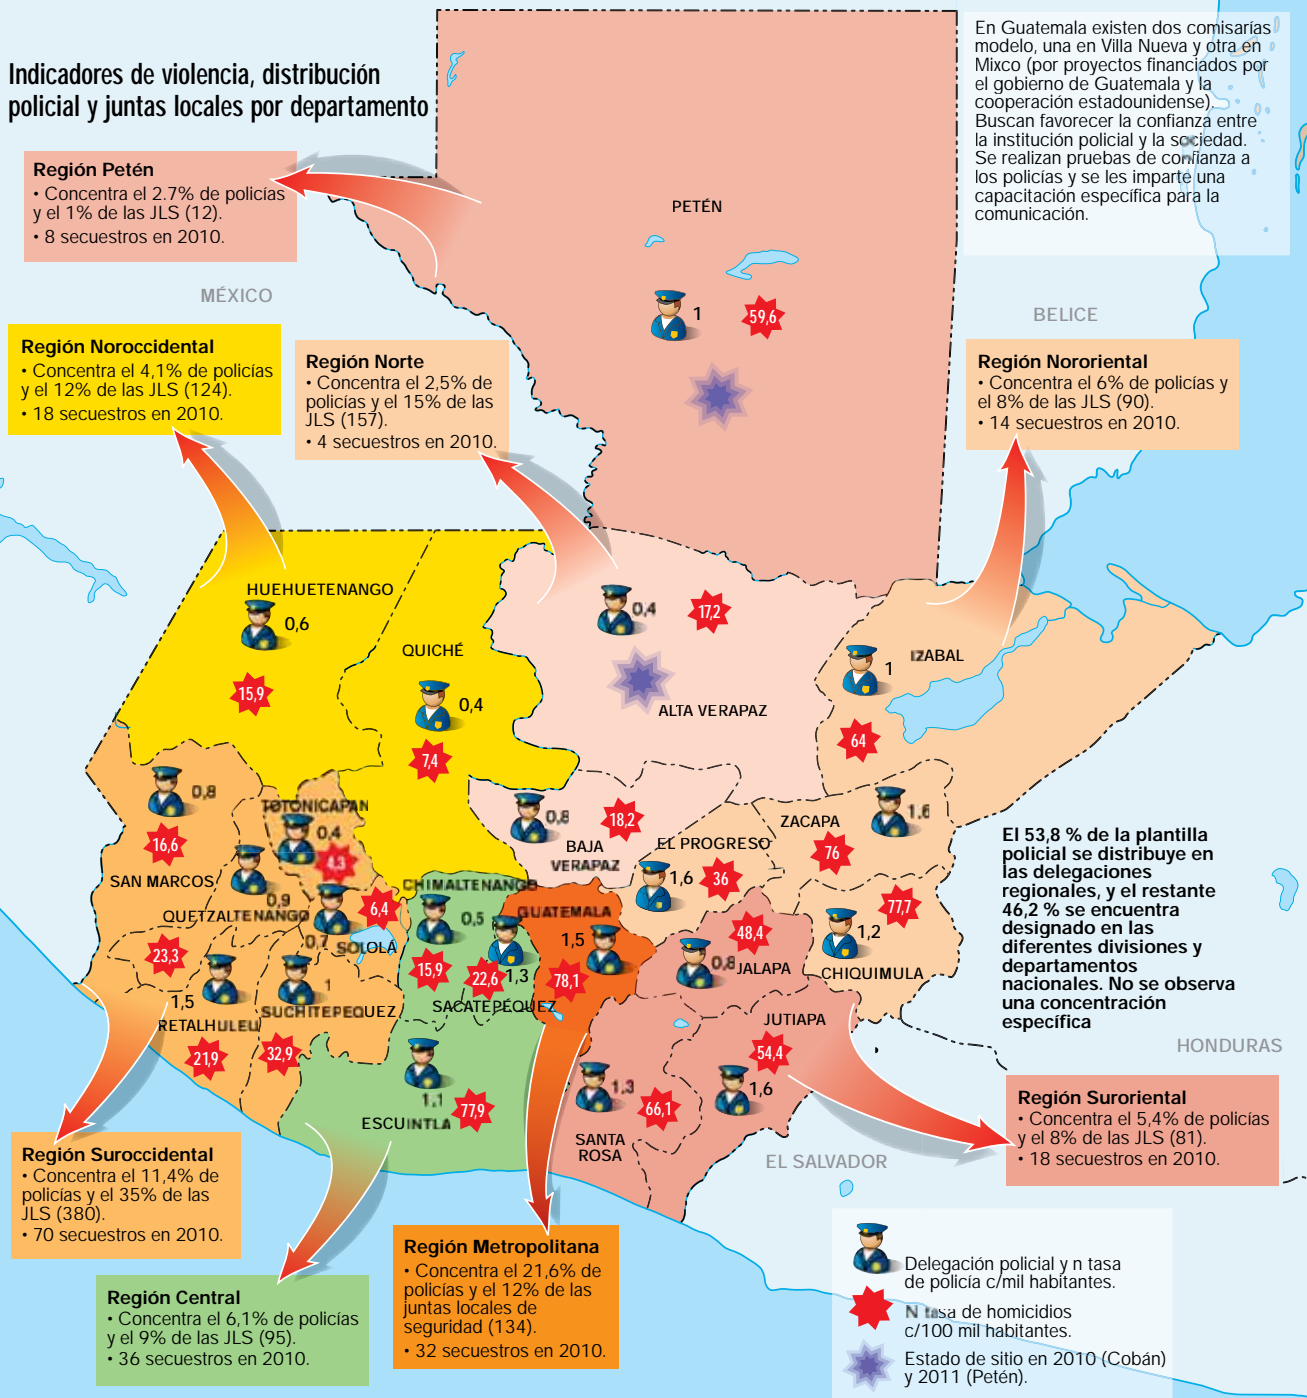 Indicadores de violencia, distribución
policial y juntas locales por departamento
En Guatemala existen dos comisarías
modelo, una en Villa Nueva y otra en
Mixco (por proyectos financiados por
el gobierno de Guatemala y la
cooperación estadounidense).
Buscan favorecer la confianza entre
la institución policial y la sociedad.
Se realizan pruebas de confianza a
los policías y se les imparte una
capacitación específica para la
comunicación.
Región Petén
• Concentra el 2.7% de policías
y el 1% de las JLS (12).
• 8 secuestros en 2010.
PETÉN
1
59,6
MÉXICO
BELICE
Región Noroccidental
• Concentra el 4,1% de policías
y el 12% de las JLS (124).
• 18 secuestros en 2010.
Región Norte
• Concentra el 2,5% de
policías y el 15% de las
JLS (157).
• 4 secuestros en 2010.
Región Nororiental
• Concentra el 6% de policías y
el 8% de las JLS (90).
• 14 secuestros en 2010.
HUEHUETENANGO
0,6
15,9
QUICHÉ
0,4
7,4
0,4
17,2
ALTA VERAPAZ
IZABAL
1
64
0,8
16,6
SAN MARCOS
TOTONICAPAN
0,4
4,3
0,9
QUETZALTENANGO
23,3
6,4
0,7
SOLOLÁ
0,8
18,2
BAJA
VERAPAZ
EL PROGRESO
1,6
36
ZACAPA
1.6
76
77,7
1,2
CHIQUIMULA
CHIMALTENANGO
0,5
15,9
GUATEMALA
1,5
78,1
1,3
22,6
SACATEPÉQUEZ
48,4
0,8
JALAPA
1,5
RETALHULEU
21,9
1
SUCHITEPEQUEZ
32,9
1,1
ESCUINTLA
77,9
JUTIAPA
54,4
1,6
1,3
66,1
SANTA
ROSA
El 53,8 % de la plantilla
policial se distribuye en
las delegaciones
regionales, y el restante
46,2 % se encuentra
designado en las
diferentes divisiones y
departamentos
nacionales. No se observa
una concentración
específica
HONDURAS
EL SALVADOR
Región Suroriental
• Concentra el 5,4% de policías
y el 8% de las JLS (81).
• 18 secuestros en 2010.
Región Suroccidental
• Concentra el 11,4% de
policías y el 35% de las
JLS (380).
• 70 secuestros en 2010.
Región Central
• Concentra el 6,1% de policías
y el 9% de las JLS (95).
• 36 secuestros en 2010.
Región Metropolitana
• Concentra el 21,6% de
policías y el 12% de las
juntas locales de
seguridad (134).
• 32 secuestros en 2010.
Delegación policial y n tasa
de policía c/mil habitantes.
N tasa de homicidios
c/100 mil habitantes.
Estado de sitio en 2010 (Cobán)
y 2011 (Petén).